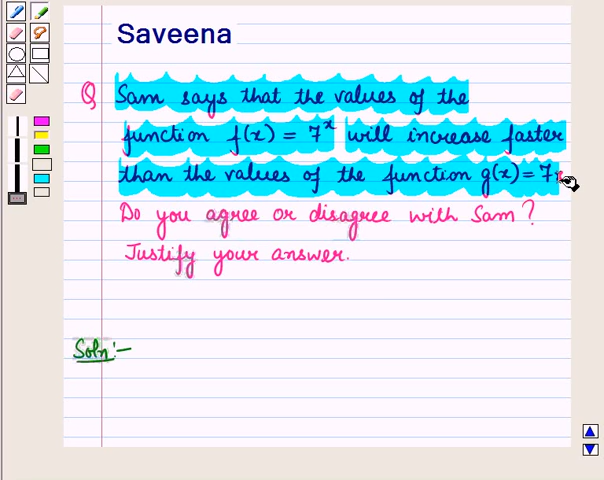 Saveena
Q Sam says that the values of the
function f(x) = 7ˣ will increase faster
than the values of the function g(x) = 7
Do you agree or disagree with Sam?
Justify your answer.
Soln:-